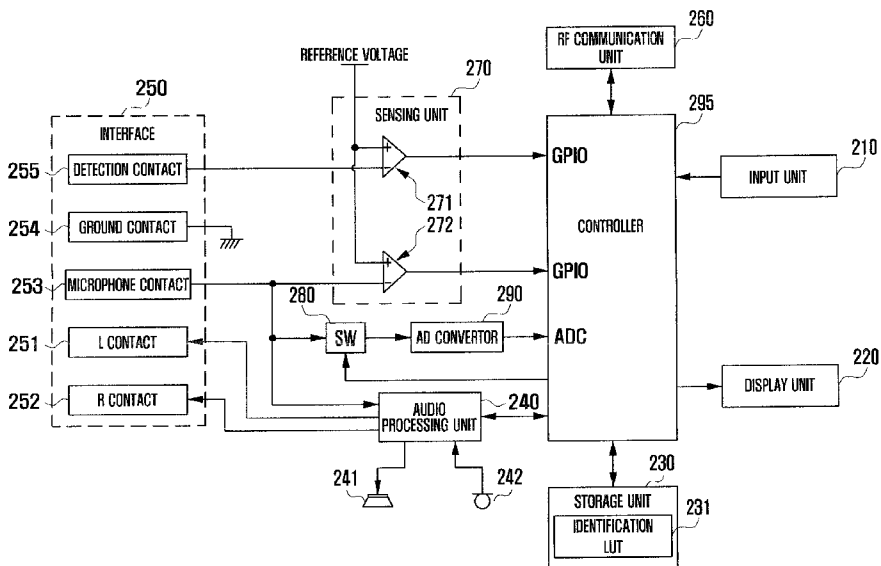 260
RF COMMUNICATION
UNIT
REFERENCE VOLTAGE
270
250
SENSING UNIT
295
INTERFACE
+
GPIO
210
255
DETECTION CONTACT
-
INPUT UNIT
271
272
254
GROUND CONTACT
CONTROLLER
+
253
MICROPHONE CONTACT
-
GPIO
280
290
251
L CONTACT
SW
AD CONVERTOR
ADC
220
252
R CONTACT
240
DISPLAY UNIT
AUDIO
PROCESSING UNIT
230
241
242
STORAGE UNIT
231
IDENTIFICATION
LUT